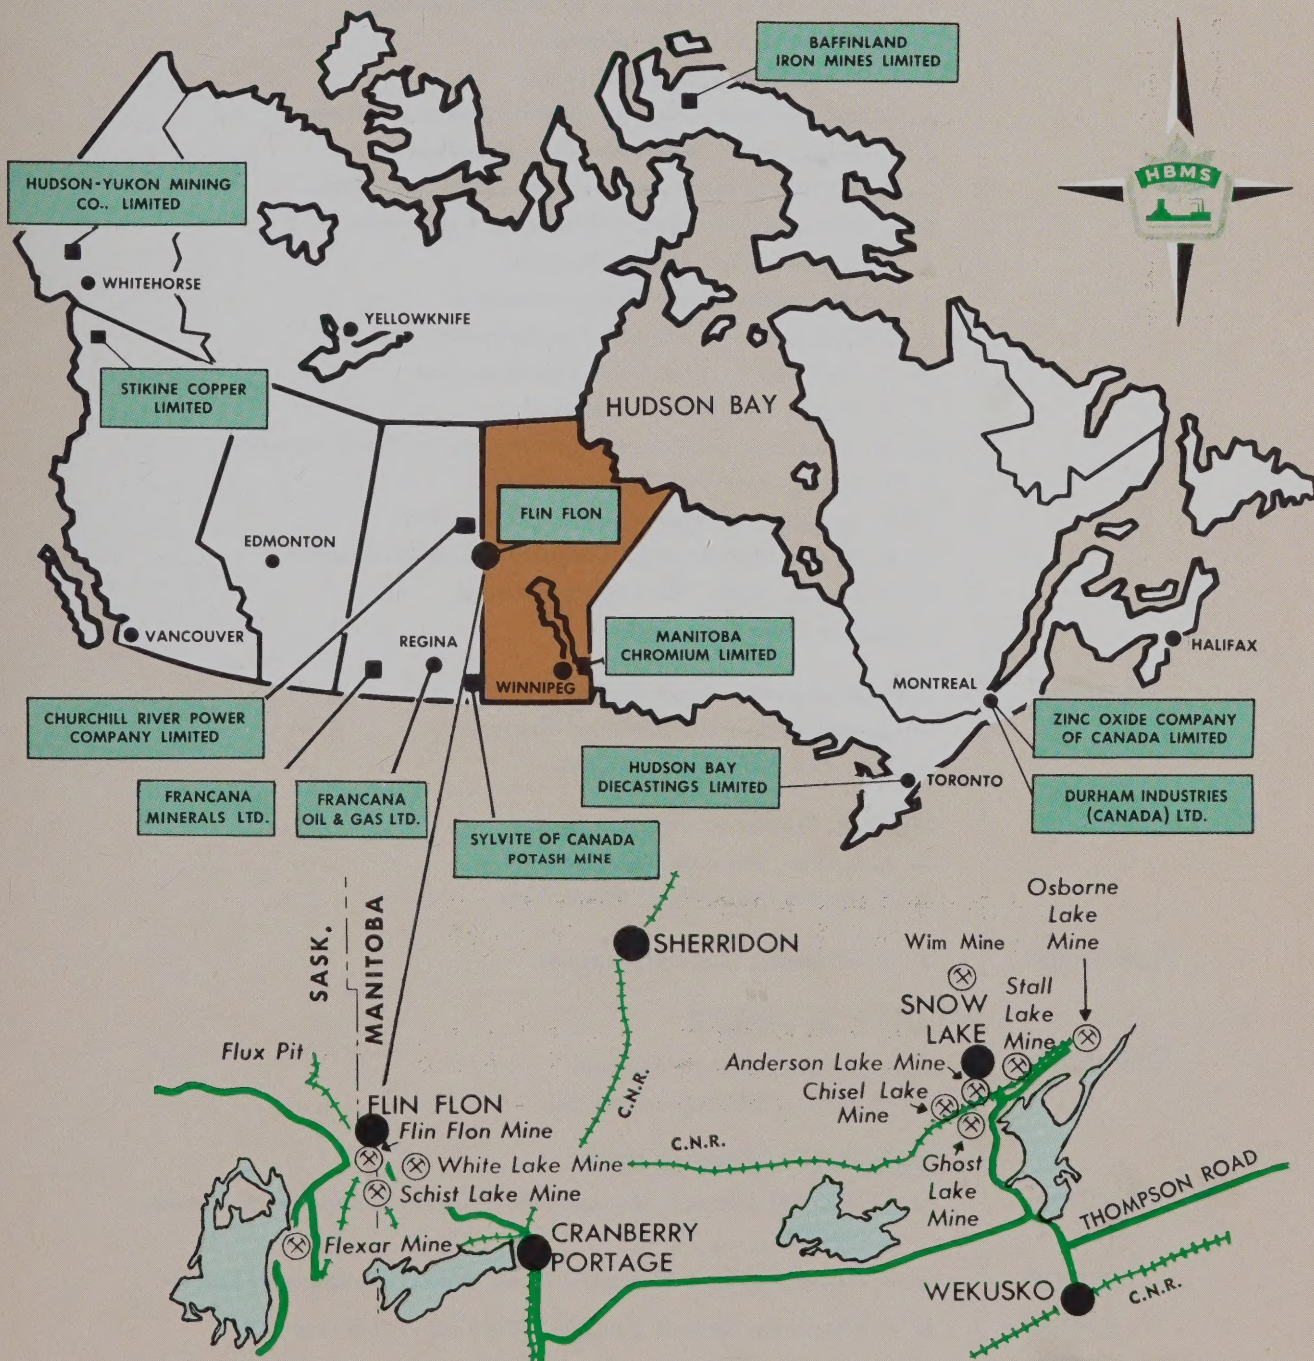 BAFFINLAND
IRON MINES LIMITED
HBMS
HUDSON-YUKON MINING
CO., LIMITED
WHITEHORSE
YELLOWKNIFE
STIKINE COPPER
LIMITED
HUDSON BAY
FLIN FLON
EDMONTON
VANCOUVER
REGINA
WINNIPEG
MANITOBA
CHROMIUM LIMITED
HALIFAX
MONTREAL
CHURCHILL RIVER POWER
COMPANY LIMITED
ZINC OXIDE COMPANY
OF CANADA LIMITED
HUDSON BAY
DIECASTINGS LIMITED
TORONTO
FRANCANA
MINERALS LTD.
FRANCANA
OIL & GAS LTD.
DURHAM INDUSTRIES
(CANADA) LTD.
SYLVITE OF CANADA
POTASH MINE
SASK.
MANITOBA
SHERRIDON
Osborne
Lake
Mine
Wim Mine
SNOW
LAKE
Stall
Lake
Mine
Flux Pit
Anderson Lake Mine
Chisel Lake
Mine
C.N.R.
FLIN FLON
Flin Flon Mine
C.N.R.
White Lake Mine
Schist Lake Mine
Ghost
Lake
Mine
THOMPSON ROAD
Flexar Mine
CRANBERRY
PORTAGE
WEKUSKO
C.N.R.